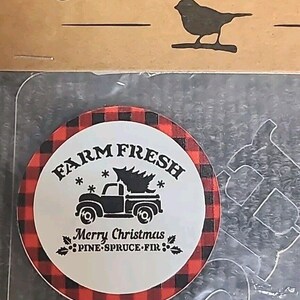 FARM FRESH
Merry Christmas
PINE·SPRUCE·FIR